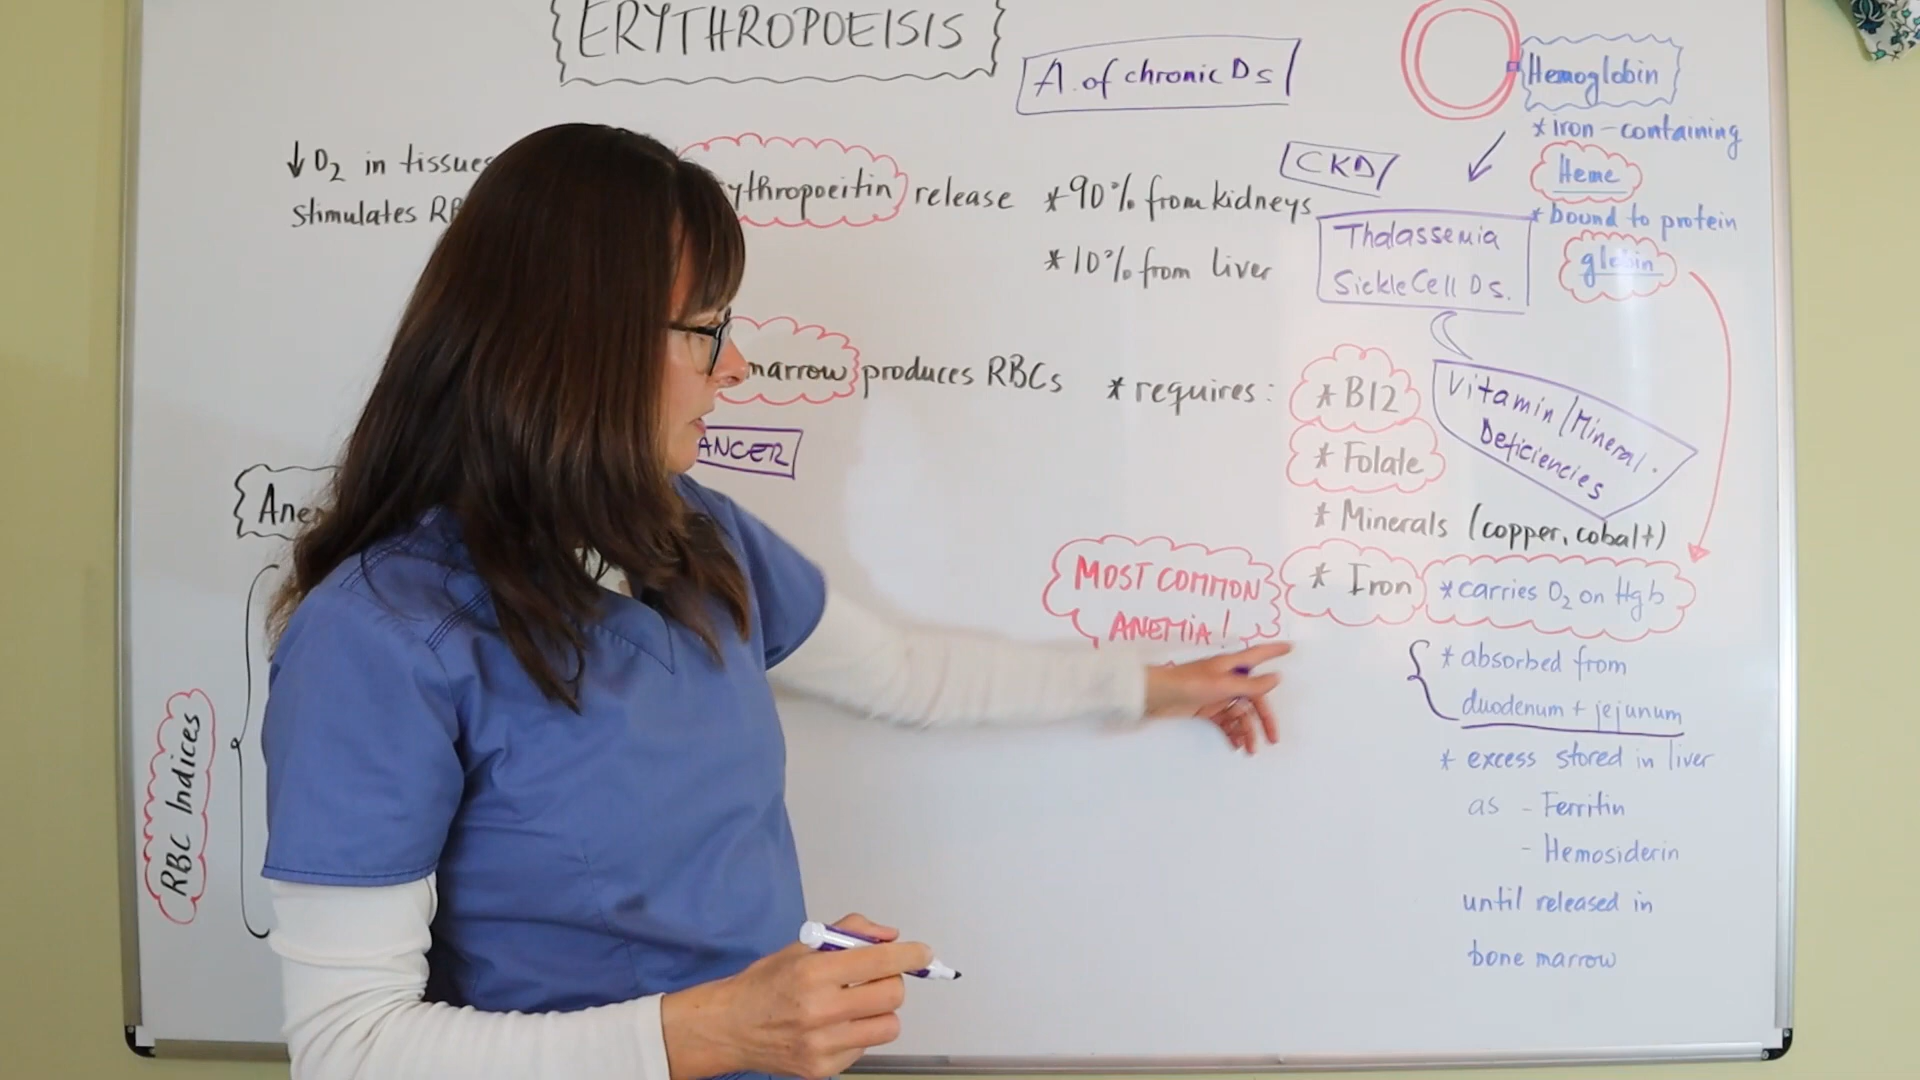 ERYTHROPOEISIS
A. of chronic Ds
Hemoglobin
* iron-containing
Heme
* bound to protein
globin
↓O2 in tissues
stimulates
ythropoeitin release
* 90% from kidneys
* 10% from liver
CKD
Thalassemia
Sickle Cell Ds.
marrow produces RBCs
* requires:
* B12
* Folate
* Minerals (copper, cobalt)
* Iron
Vitamin/Mineral.
Deficiencies
ANCER
Ane
MOST COMMON
ANEMiA!
* carries O2 on Hgb
* absorbed from
duodenum + jejunum
* excess stored in liver
as - Ferritin
- Hemosiderin
until released in
bone marrow
RBC Indices